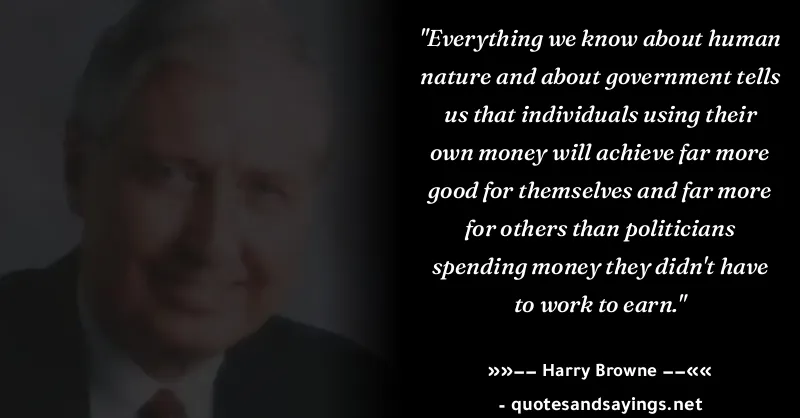 "Everything we know about human
nature and about government tells
us that individuals using their
own money will achieve far more
good for themselves and far more
for others than politicians
spending money they didn't have
to work to earn."
»»–– Harry Browne ––««
- quotesandsayings.net